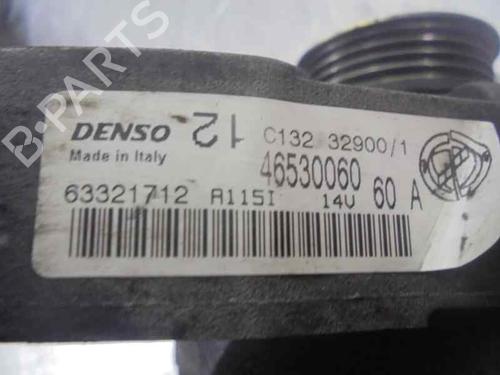 DENSO
Made in Italy
12
C132 32900/1
46530060
63321712 A115I 14V 60 A
B-PARTS